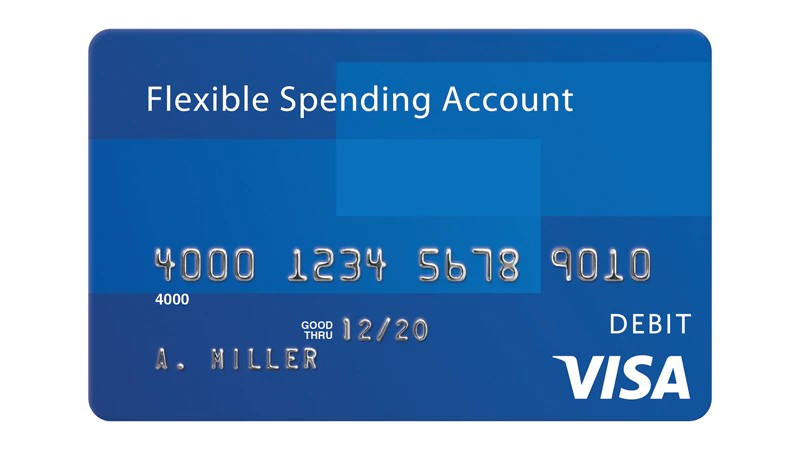 Flexible Spending Account
4000 1234 5678 9010
4000
GOOD THRU 12/20
A. MILLER
DEBIT
VISA